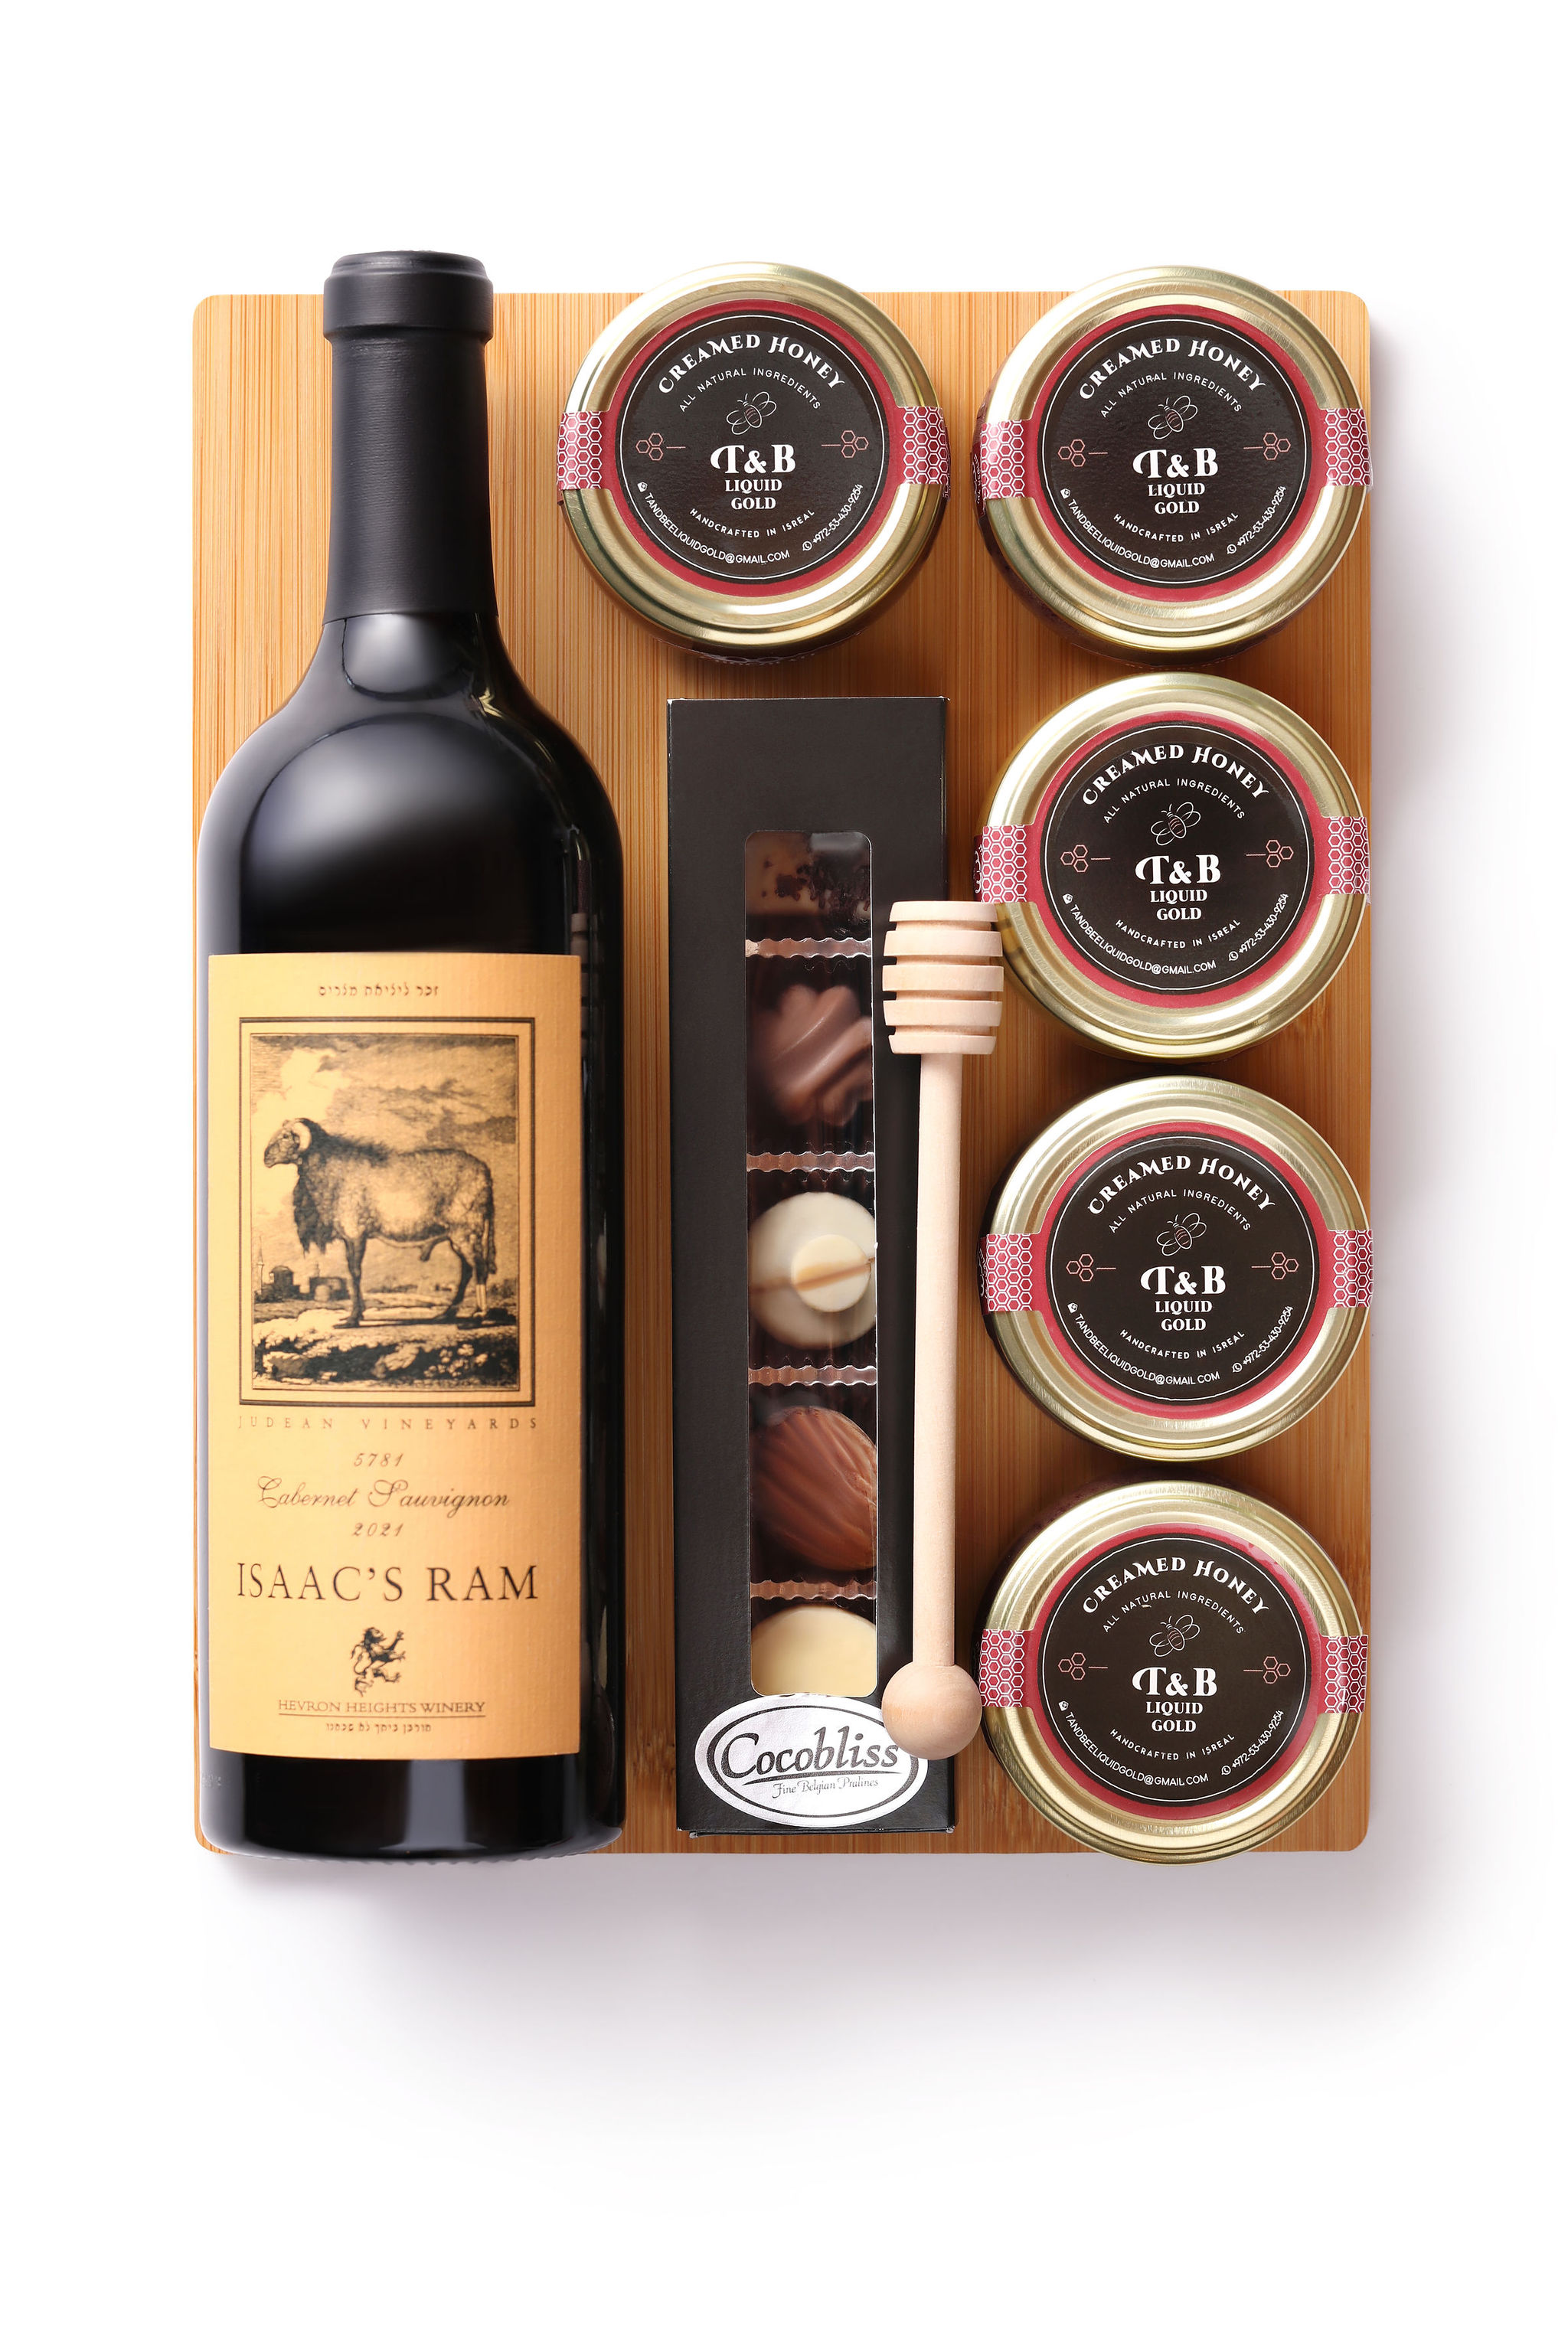 זכר ליציאת מצרים
JUDEAN VINEYARDS
5781
Cabernet Sauvignon
2021
ISAAC'S RAM
HEVRON HEIGHTS WINERY
CREAMED HONEY
ALL NATURAL INGREDIENTS
T&B
LIQUID
GOLD
HANDCRAFTED IN ISREAL
TANDBEELIQUIDGOLD@GMAIL.COM
+972-53-430-9254
CREAMED HONEY
ALL NATURAL INGREDIENTS
T&B
LIQUID
GOLD
HANDCRAFTED IN ISREAL
TANDBEELIQUIDGOLD@GMAIL.COM
+972-53-430-9254
CREAMED HONEY
ALL NATURAL INGREDIENTS
T&B
LIQUID
GOLD
HANDCRAFTED IN ISREAL
TANDBEELIQUIDGOLD@GMAIL.COM
+972-53-430-9254
CREAMED HONEY
ALL NATURAL INGREDIENTS
T&B
LIQUID
GOLD
HANDCRAFTED IN ISREAL
TANDBEELIQUIDGOLD@GMAIL.COM
+972-53-430-9254
CREAMED HONEY
ALL NATURAL INGREDIENTS
T&B
LIQUID
GOLD
HANDCRAFTED IN ISREAL
TANDBEELIQUIDGOLD@GMAIL.COM
+972-53-430-9254
Cocobliss
Fine Belgian Pralines